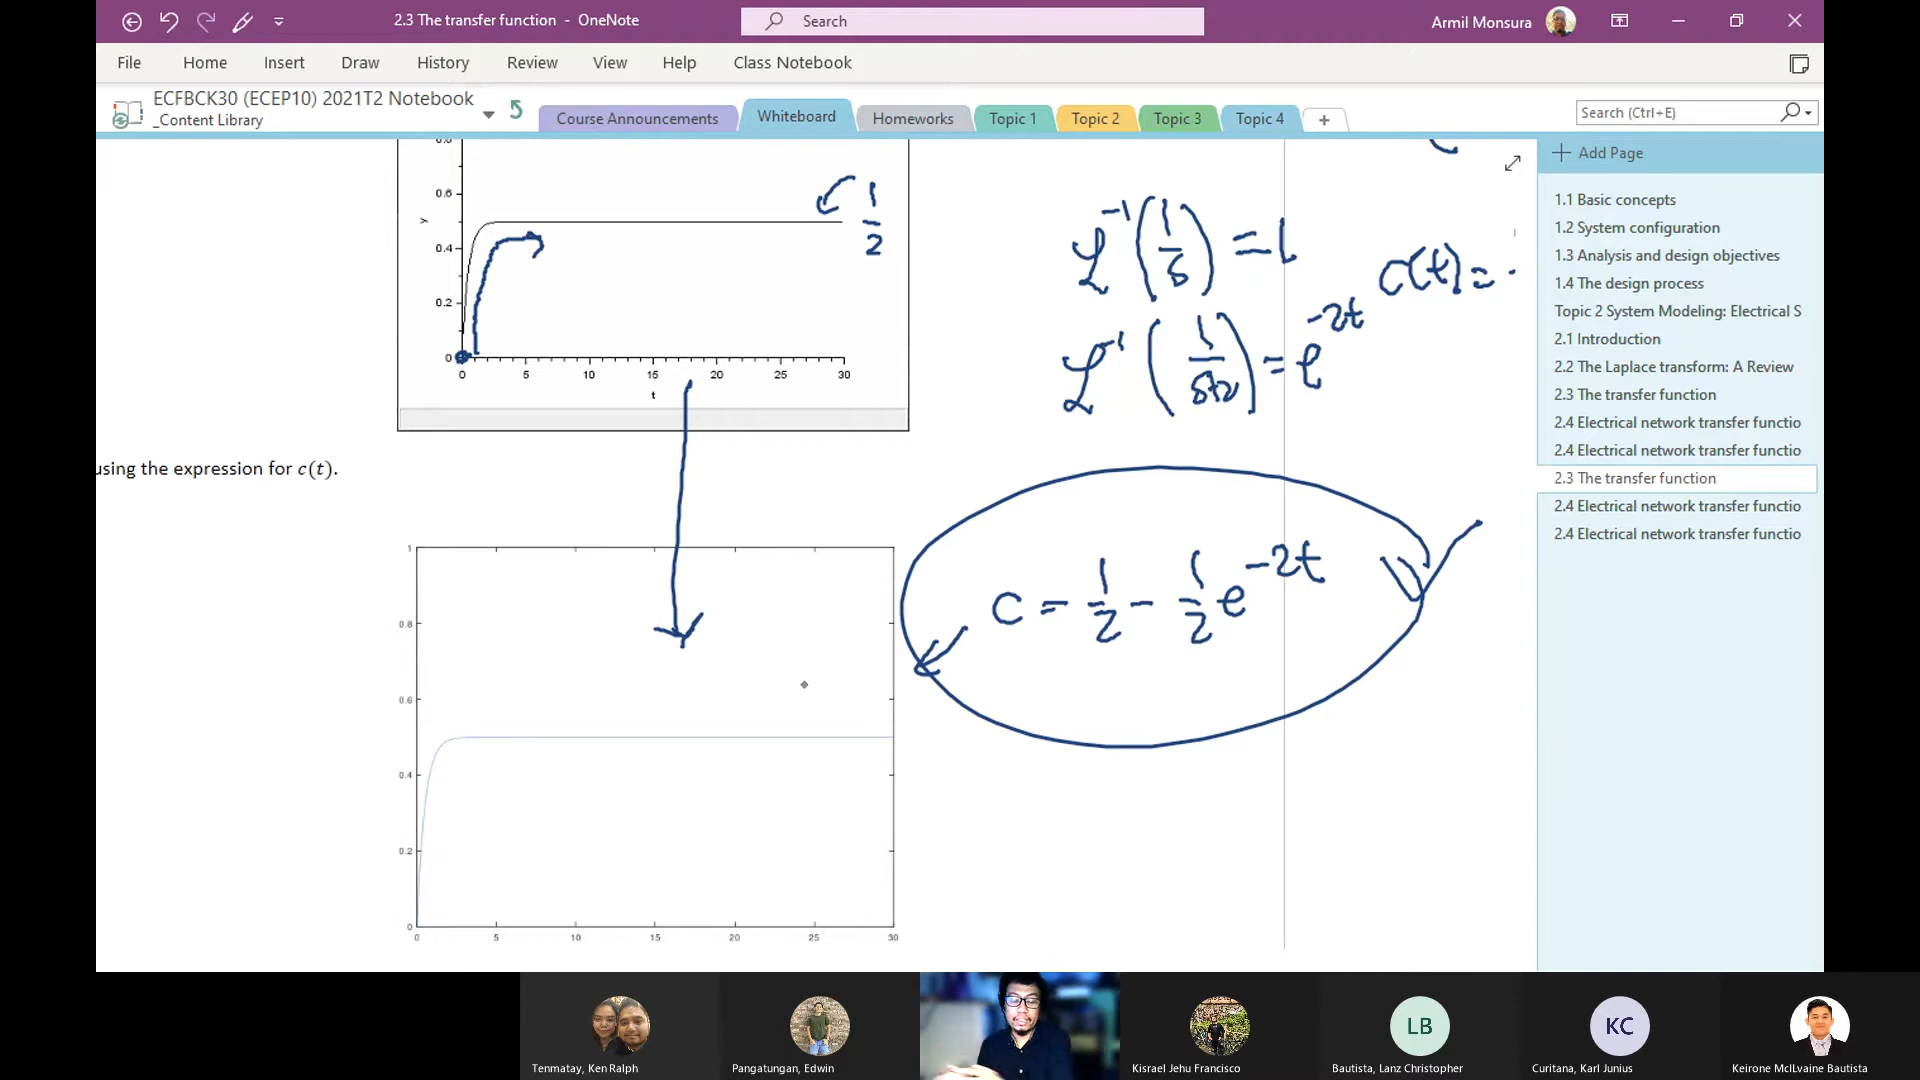 2.3 The transfer function - OneNote
Search
Armil Monsura
File Home Insert Draw History Review View Help Class Notebook
ECFBCK30 (ECEP10) 2021T2 Notebook
_Content Library
Course Announcements Whiteboard Homeworks Topic 1 Topic 2 Topic 3 Topic 4 +
Search (Ctrl+E)
Add Page
1.1 Basic concepts
1.2 System configuration
1.3 Analysis and design objectives
1.4 The design process
Topic 2 System Modeling: Electrical S
2.1 Introduction
2.2 The Laplace transform: A Review
2.3 The transfer function
2.4 Electrical network transfer functio
2.4 Electrical network transfer functio
2.3 The transfer function
2.4 Electrical network transfer functio
2.4 Electrical network transfer functio
0.6
y
0.4
0.2
0
0 5 10 15 20 25 30
t
1/2
ℒ⁻¹(1/s) = 1
c(t) =
ℒ⁻¹(1/(s+2)) = e^-2t
using the expression for c(t).
c = 1/2 - 1/2 e^-2t
1
0.8
0.6
0.4
0.2
0
0 5 10 15 20 25 30
Tenmatay, Ken Ralph
Pangatungan, Edwin
Kisrael Jehu Francisco
LB
Bautista, Lanz Christopher
KC
Curitana, Karl Junius
Keirone McIlvaine Bautista